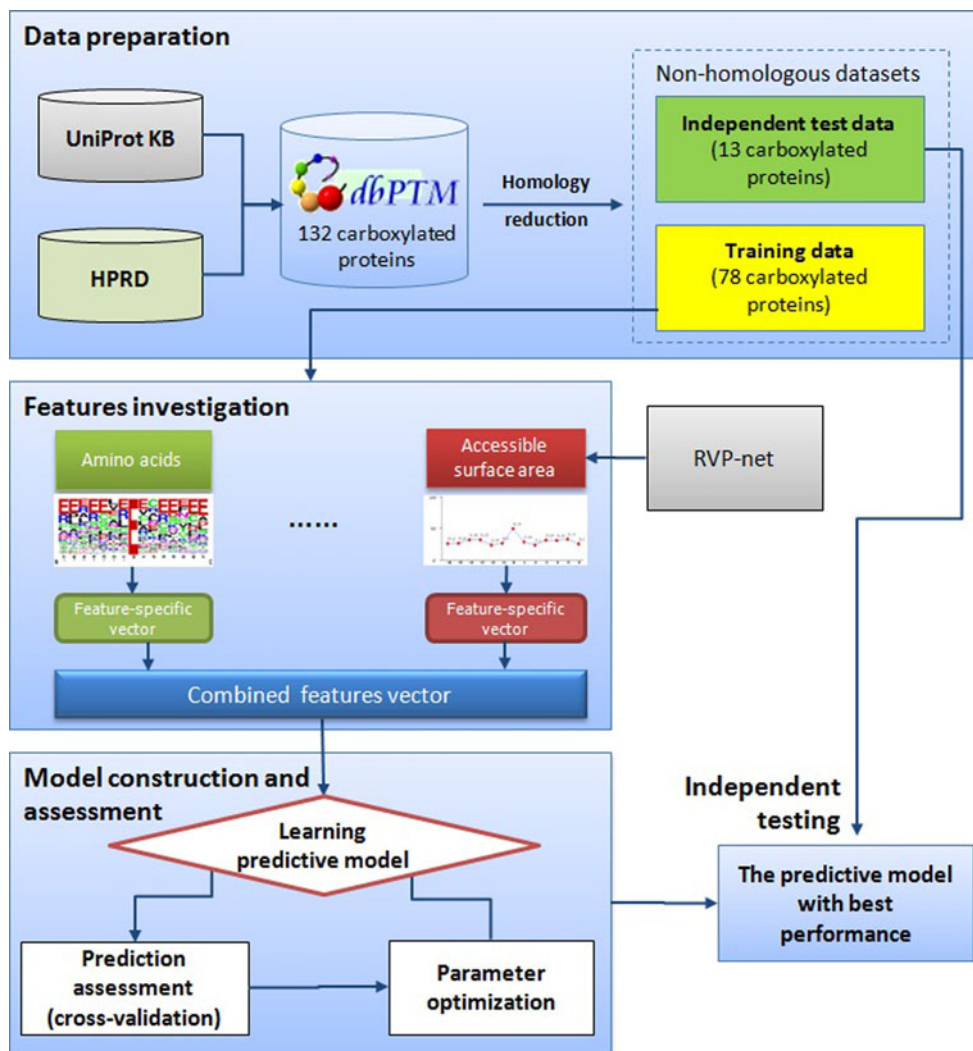 Data preparation
UniProt KB
HPRD
dbPTM
132 carboxylated
proteins
Homology
reduction
Non-homologous datasets
Independent test data
(13 carboxylated
proteins)
Training data
(78 carboxylated
proteins)
Features investigation
Amino acids
......
Accessible
surface area
RVP-net
Feature-specific
vector
Feature-specific
vector
Combined features vector
Model construction and
assessment
Learning
predictive model
Prediction
assessment
(cross-validation)
Parameter
optimization
Independent
testing
The predictive model
with best
performance